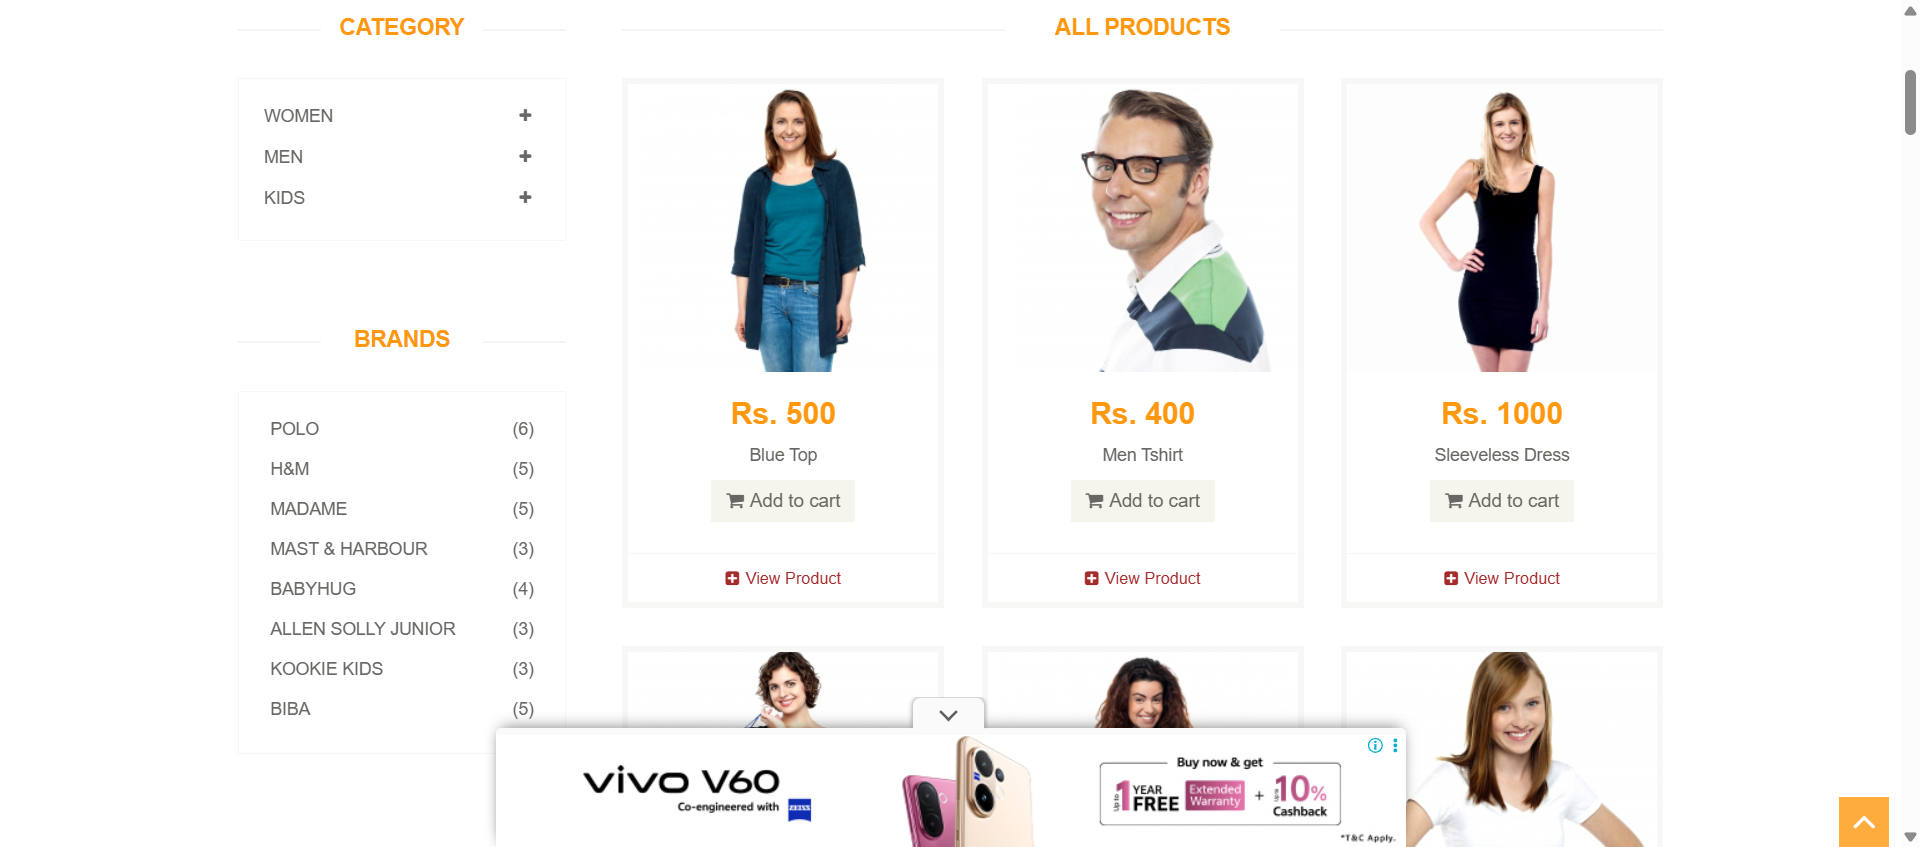 CATEGORY
WOMEN
MEN
KIDS
BRANDS
POLO (6)
H&M (5)
MADAME (5)
MAST & HARBOUR (3)
BABYHUG (4)
ALLEN SOLLY JUNIOR (3)
KOOKIE KIDS (3)
BIBA (5)
ALL PRODUCTS
Rs. 500
Blue Top
Add to cart
View Product
Rs. 400
Men Tshirt
Add to cart
View Product
Rs. 1000
Sleeveless Dress
Add to cart
View Product
vivo V60
Co-engineered with ZEISS
Buy now & get
Up to 1 YEAR FREE Extended Warranty + Up to 10% Cashback
*T&C Apply.